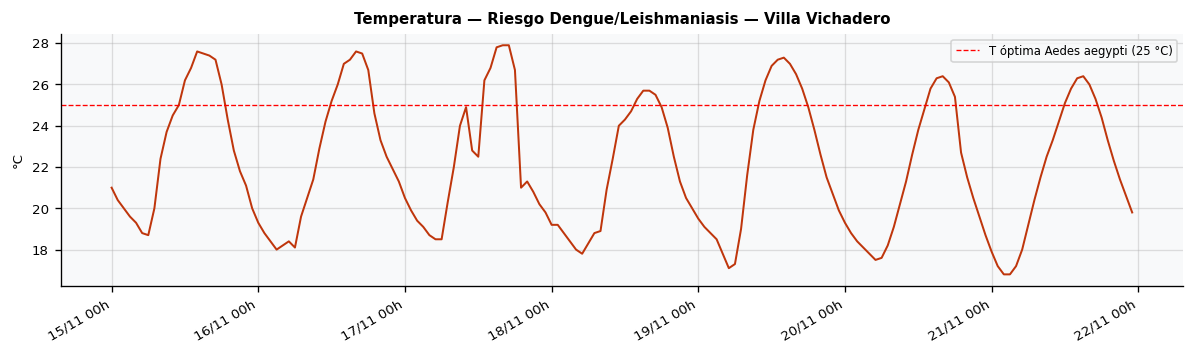 Temperatura — Riesgo Dengue/Leishmaniasis — Villa Vichadero
T óptima Aedes aegypti (25 °C)
°C
28
26
24
22
20
18
15/11 00h
16/11 00h
17/11 00h
18/11 00h
19/11 00h
20/11 00h
21/11 00h
22/11 00h